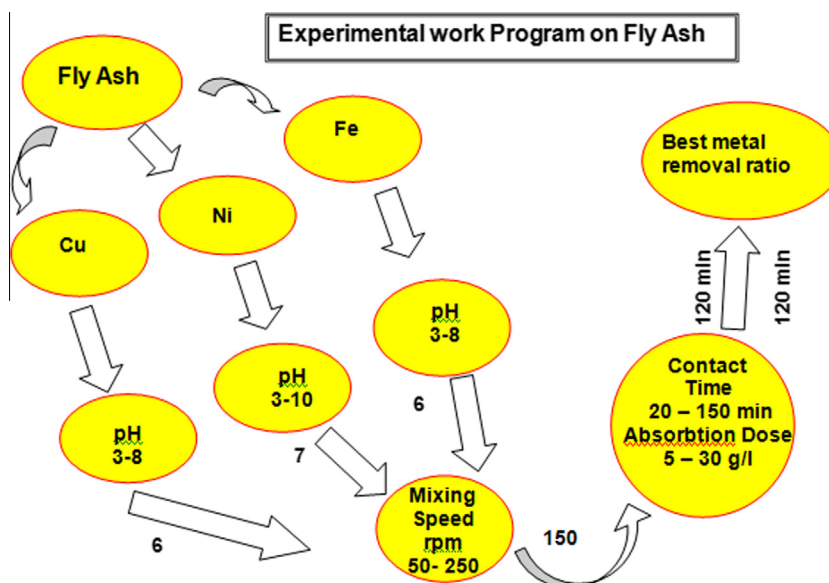 Experimental work Program on Fly Ash
Fly Ash
Fe
Best metal
removal ratio
Ni
Cu
120 min
120 min
pH
3-8
pH
3-10
pH
3-8
6
7
6
Contact
Time
20 – 150 min
Absorbtion Dose
5 – 30 g/l
Mixing
Speed
rpm
50- 250
150